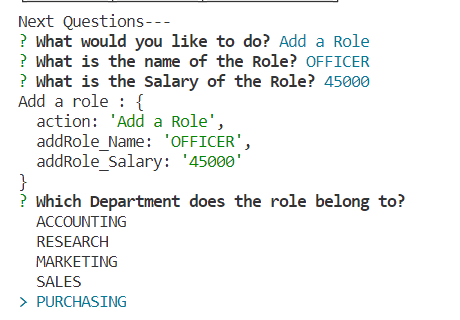 Next Questions---
? What would you like to do? Add a Role
? What is the name of the Role? OFFICER
? What is the Salary of the Role? 45000
Add a role : {
  action: 'Add a Role',
  addRole_Name: 'OFFICER',
  addRole_Salary: '45000'
}
? Which Department does the role belong to?
  ACCOUNTING
  RESEARCH
  MARKETING
  SALES
> PURCHASING